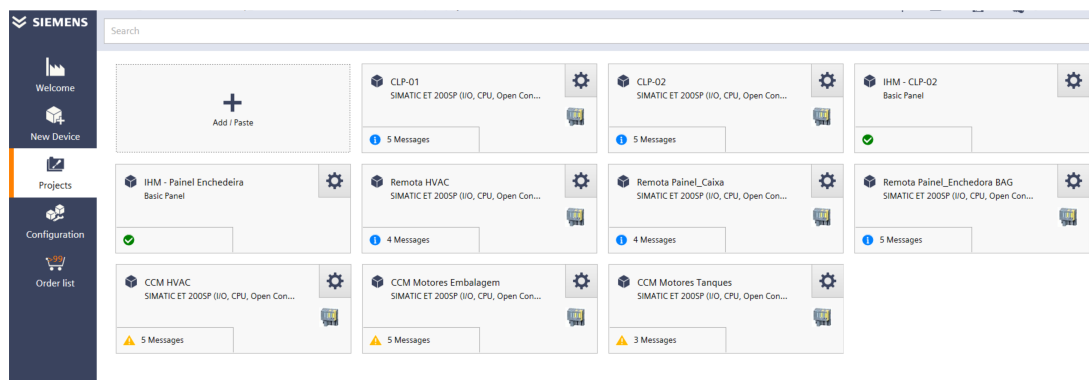 SIEMENS
Search
Welcome
New Device
Projects
Configuration
>99
Order list
Add / Paste
CLP-01
SIMATIC ET 200SP (I/O, CPU, Open Con...
5 Messages
CLP-02
SIMATIC ET 200SP (I/O, CPU, Open Con...
5 Messages
IHM - CLP-02
Basic Panel
IHM - Painel Enchedeira
Basic Panel
Remota HVAC
SIMATIC ET 200SP (I/O, CPU, Open Con...
4 Messages
Remota Painel_Caixa
SIMATIC ET 200SP (I/O, CPU, Open Con...
4 Messages
Remota Painel_Enchedora BAG
SIMATIC ET 200SP (I/O, CPU, Open Con...
5 Messages
CCM HVAC
SIMATIC ET 200SP (I/O, CPU, Open Con...
5 Messages
CCM Motores Embalagem
SIMATIC ET 200SP (I/O, CPU, Open Con...
5 Messages
CCM Motores Tanques
SIMATIC ET 200SP (I/O, CPU, Open Con...
3 Messages